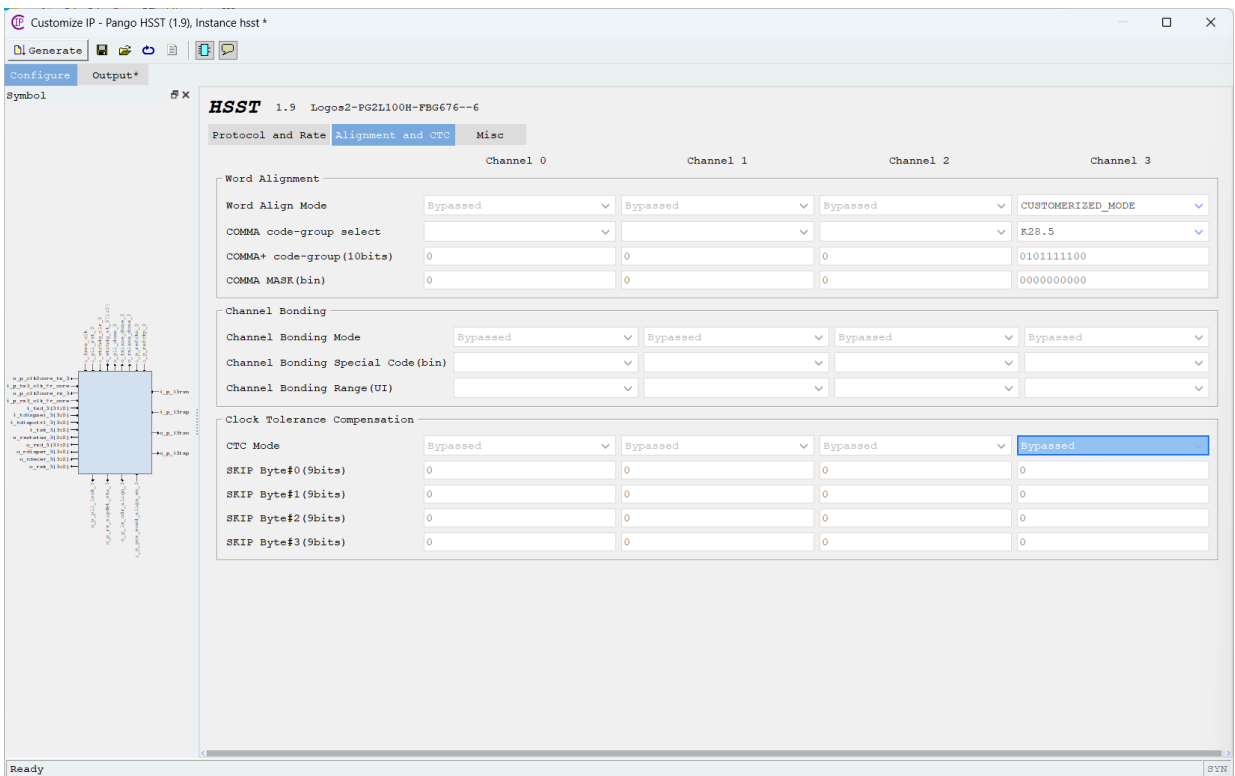 Customize IP - Pango HSST (1.9), Instance hsst *
Generate
Configure Output*
Symbol
HSST 1.9 Logos2-PG2L100H-FBG676--6
Protocol and Rate Alignment and CTC Misc
Channel 0 Channel 1 Channel 2 Channel 3
Word Alignment
Word Align Mode Bypassed Bypassed Bypassed CUSTOMERIZED_MODE
COMMA code-group select K28.5
COMMA+ code-group(10bits) 0 0 0 0101111100
COMMA MASK(bin) 0 0 0 0000000000
Channel Bonding
Channel Bonding Mode Bypassed Bypassed Bypassed Bypassed
Channel Bonding Special Code(bin)
Channel Bonding Range(UI)
Clock Tolerance Compensation
CTC Mode Bypassed Bypassed Bypassed Bypassed
SKIP Byte#0(9bits) 0 0 0 0
SKIP Byte#1(9bits) 0 0 0 0
SKIP Byte#2(9bits) 0 0 0 0
SKIP Byte#3(9bits) 0 0 0 0
Ready SYN